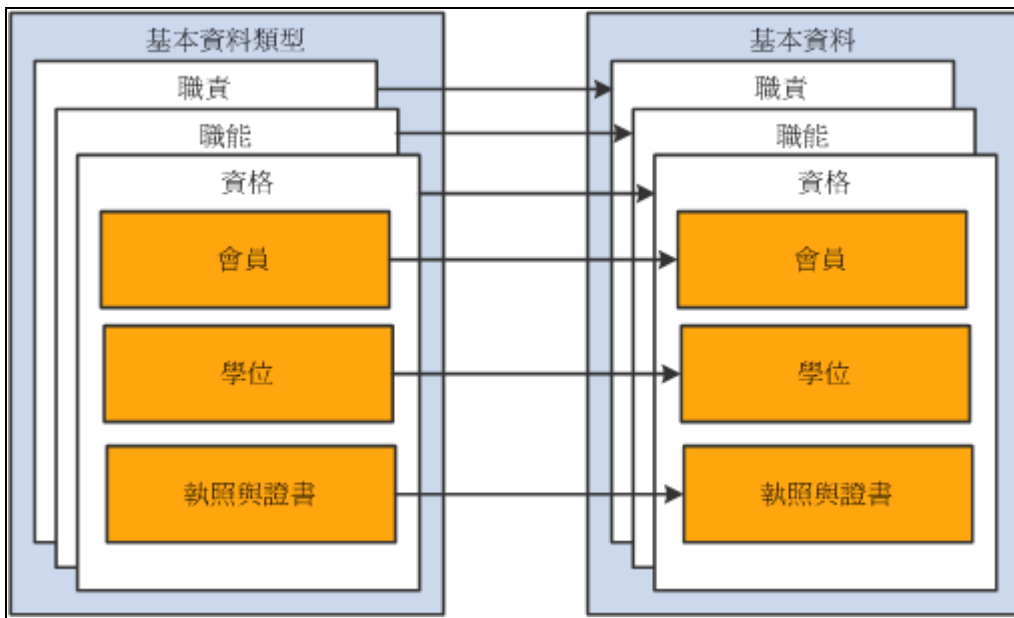 基本資料類型
職責
職能
資格
會員
學位
執照與證書
基本資料
職責
職能
資格
會員
學位
執照與證書